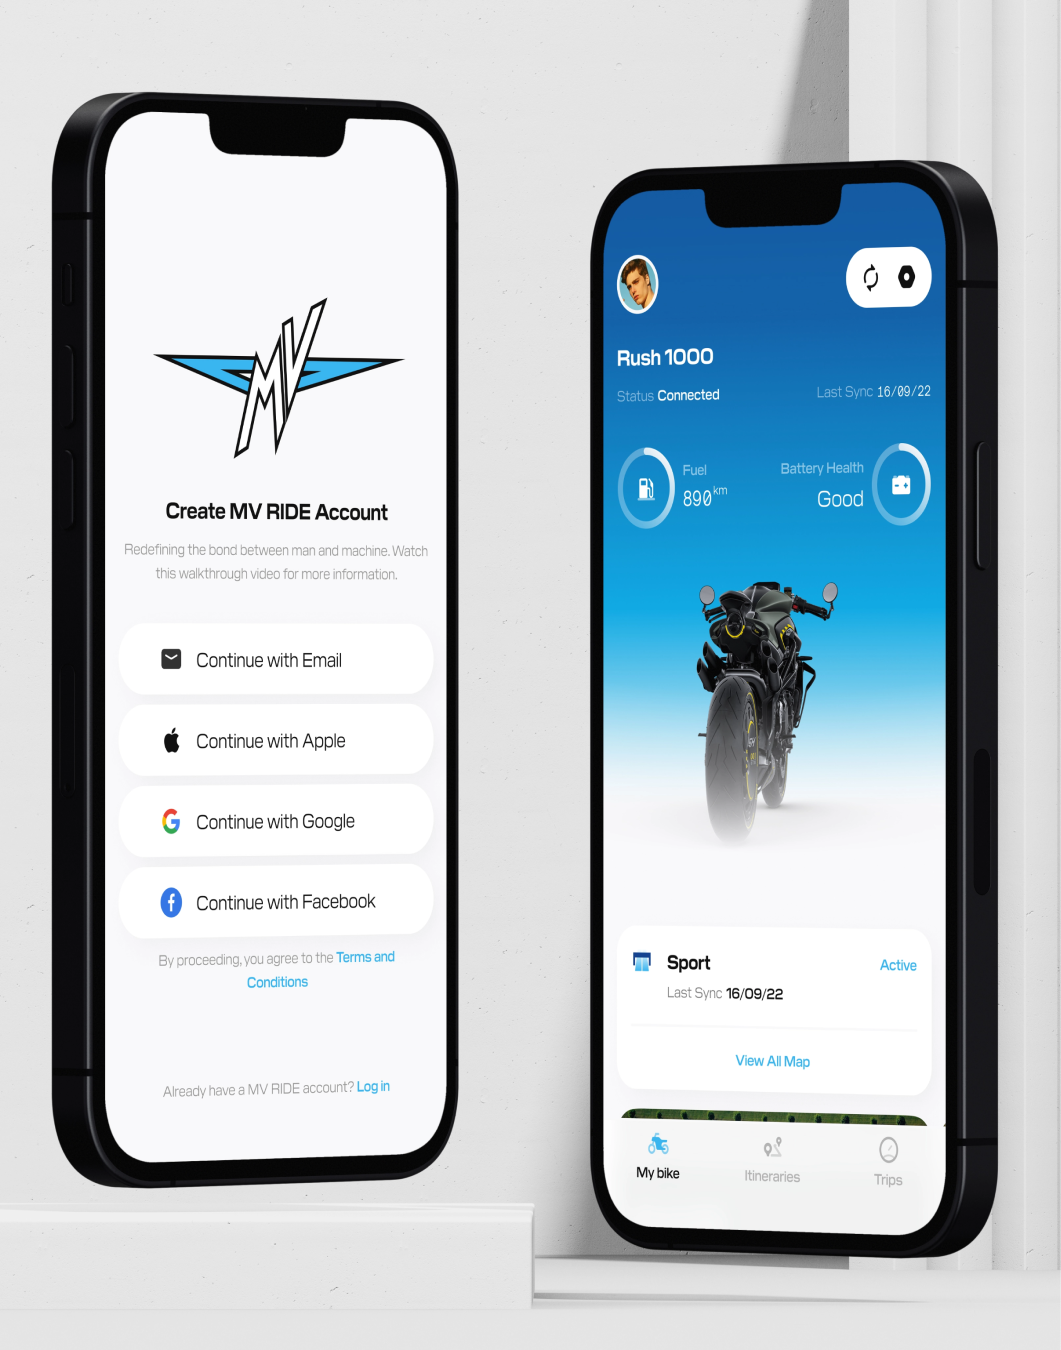 MV
Create MV RIDE Account
Redefining the bond between man and machine. Watch
this walkthrough video for more information.
Continue with Email
Continue with Apple
Continue with Google
Continue with Facebook
By proceeding, you agree to the Terms and
Conditions
Already have a MV RIDE account? Log in
Rush 1000
Status Connected
Last Sync 16/09/22
Fuel
890 km
Battery Health
Good
Sport
Active
Last Sync 16/09/22
View All Map
My bike
Itineraries
Trips